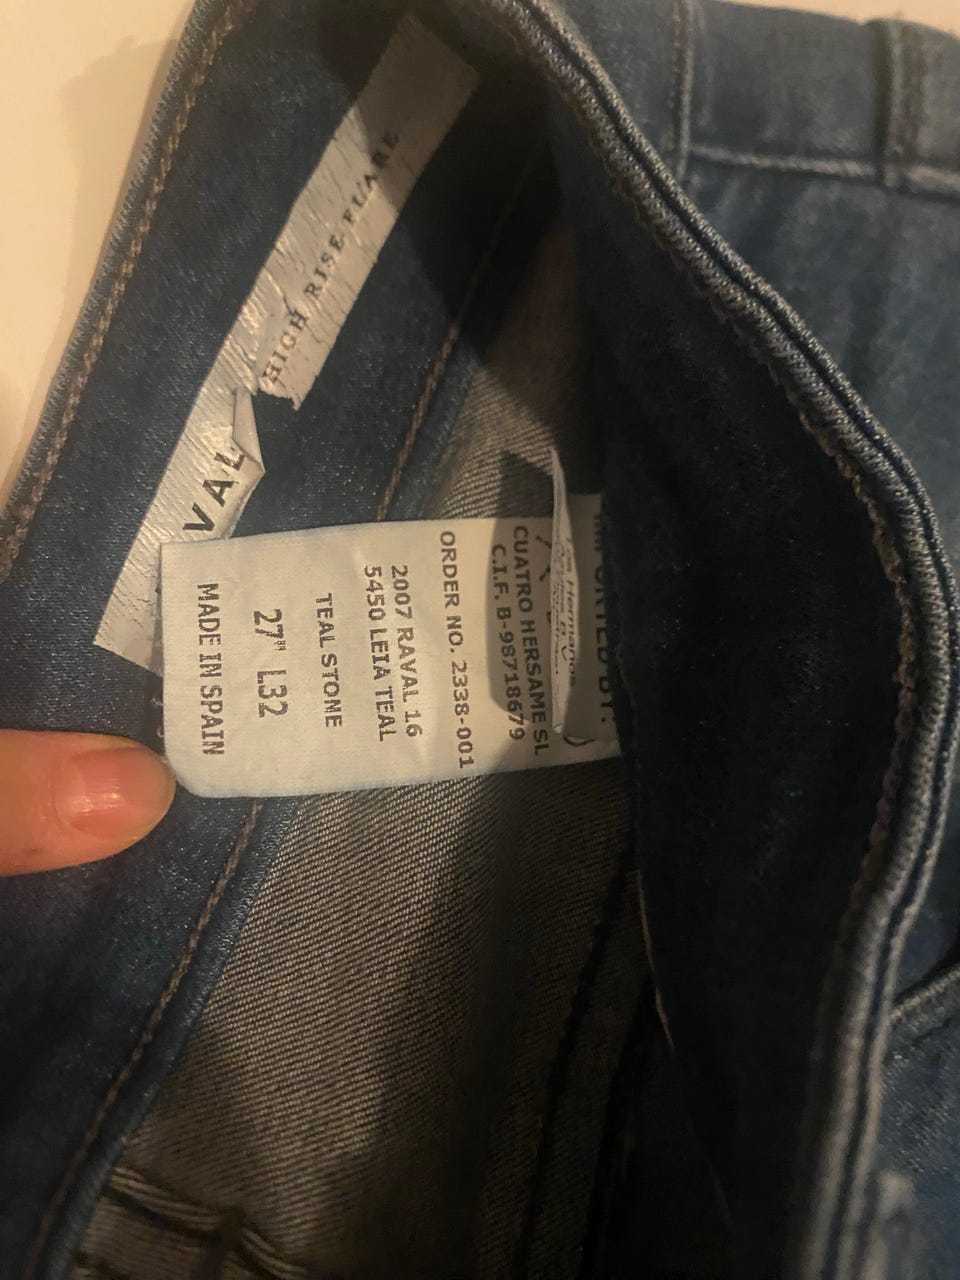 HIGH RISE FLARE
VAL
CUATRO HERSAME SL
C.I.F. B-98718679
ORDER NO. 2338-001
2007 RAVAL 16
5450 LEIA TEAL
TEAL STONE
27" L32
MADE IN SPAIN